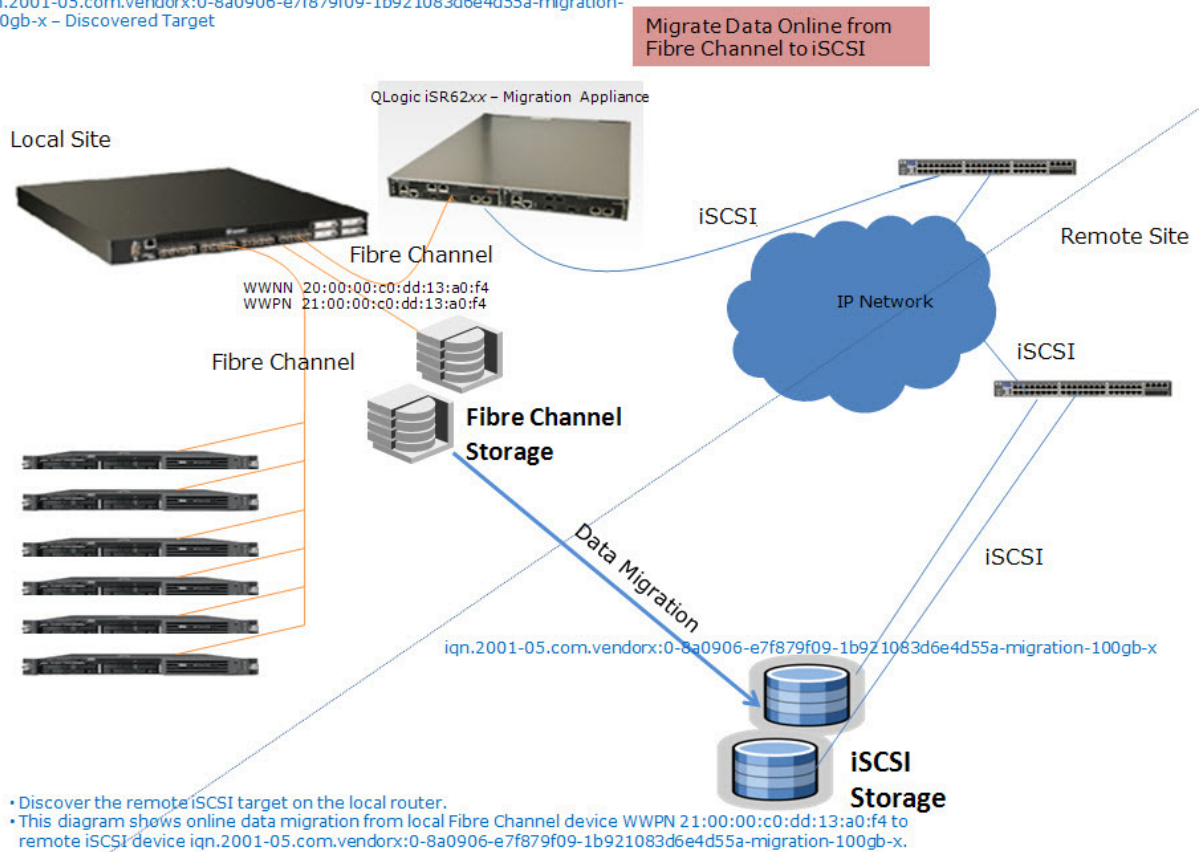 .2001-05.com.vendorx:0-8a0906-e7f879f09-1b921083d6e4d55a-migration-
0gb-x – Discovered Target
Migrate Data Online from
Fibre Channel to iSCSI
QLogic iSR62xx – Migration Appliance
Local Site
iSCSI
Remote Site
Fibre Channel
WWNN 20:00:00:c0:dd:13:a0:f4
WWPN 21:00:00:c0:dd:13:a0:f4
IP Network
iSCSI
Fibre Channel
Fibre Channel
Storage
Data Migration
iSCSI
iqn.2001-05.com.vendorx:0-8a0906-e7f879f09-1b921083d6e4d55a-migration-100gb-x
iSCSI
Storage
• Discover the remote iSCSI target on the local router.
• This diagram shows online data migration from local Fibre Channel device WWPN 21:00:00:c0:dd:13:a0:f4 to
remote iSCSI device iqn.2001-05.com.vendorx:0-8a0906-e7f879f09-1b921083d6e4d55a-migration-100gb-x.